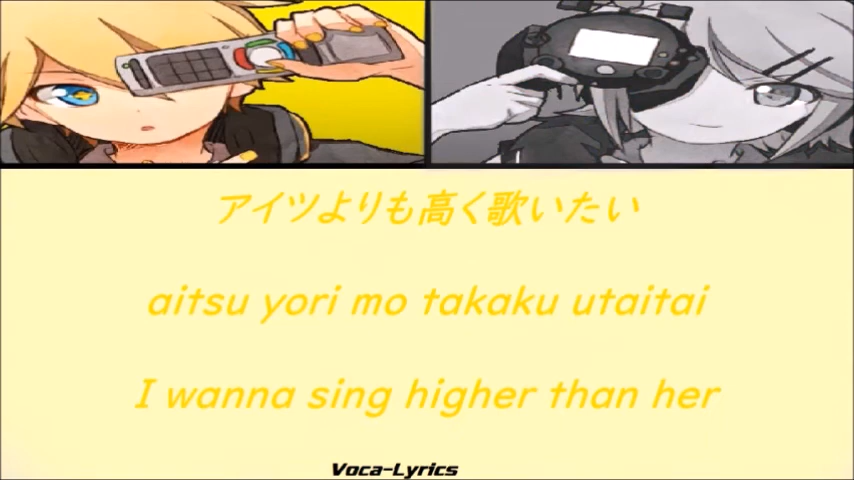 アイツよりも高く歌いたい
aitsu yori mo takaku utaitai
I wanna sing higher than her
Voca-Lyrics